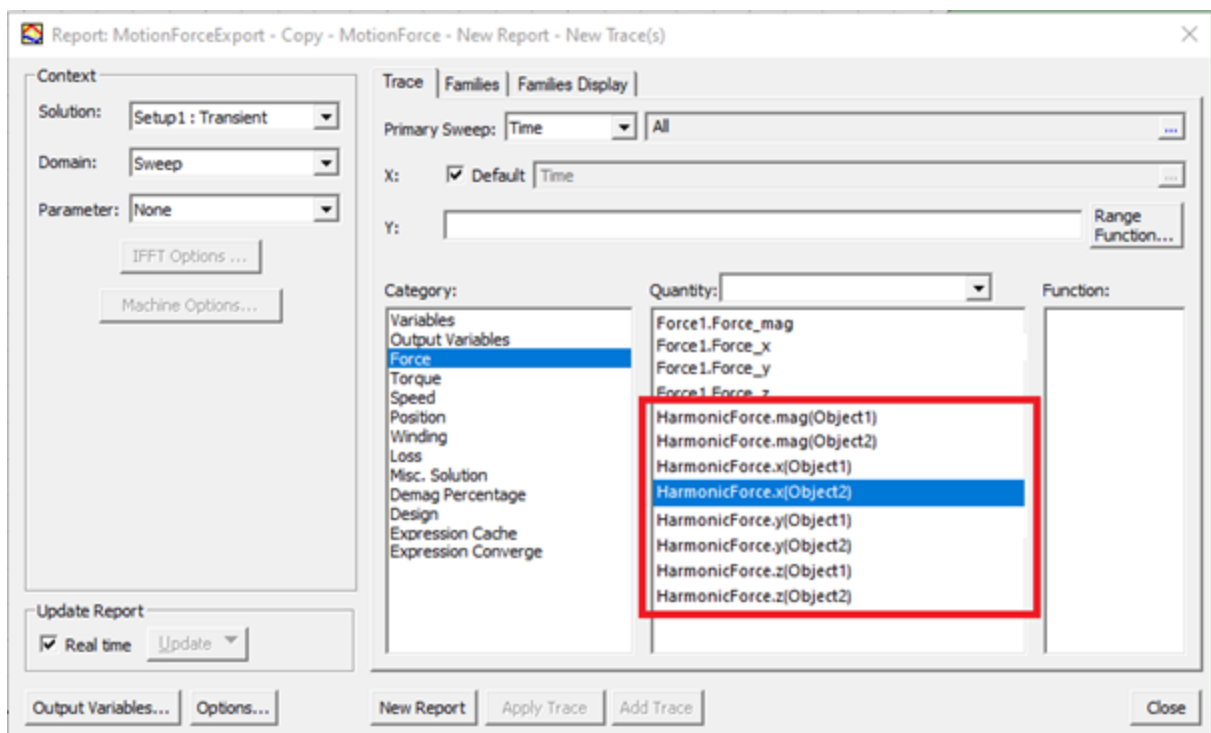 Report: MotionForceExport - Copy - MotionForce - New Report - New Trace(s)
Context
Solution: Setup1 : Transient
Domain: Sweep
Parameter: None
IFFT Options ...
Machine Options...
Update Report
Real time Update
Output Variables... Options...
Trace Families Families Display
Primary Sweep: Time All ...
X: Default Time ...
Y: Range
Function...
Category:
Variables
Output Variables
Force
Torque
Speed
Position
Winding
Loss
Misc. Solution
Demag Percentage
Design
Expression Cache
Expression Converge
Quantity:
Force1.Force_mag
Force1.Force_x
Force1.Force_y
Force1.Force_z
HarmonicForce.mag(Object1)
HarmonicForce.mag(Object2)
HarmonicForce.x(Object1)
HarmonicForce.x(Object2)
HarmonicForce.y(Object1)
HarmonicForce.y(Object2)
HarmonicForce.z(Object1)
HarmonicForce.z(Object2)
Function:
New Report Apply Trace Add Trace Close